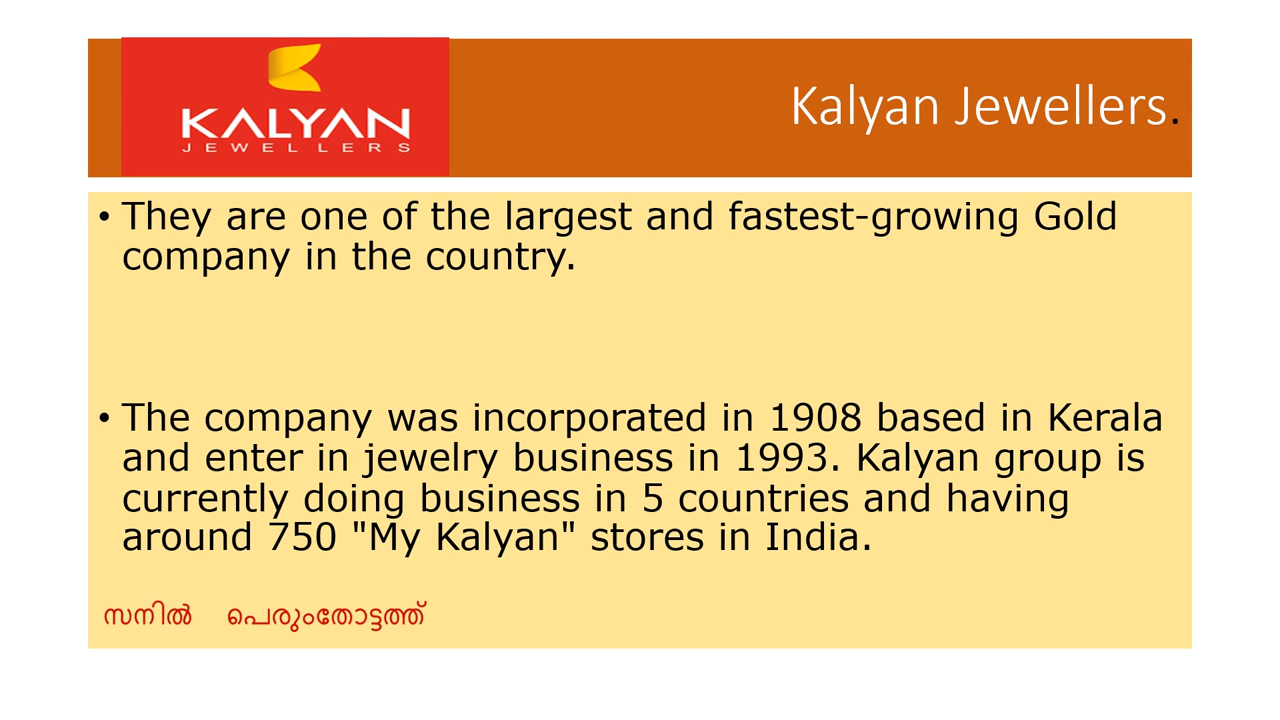 KALYAN
JEWELLERS
Kalyan Jewellers.
• They are one of the largest and fastest-growing Gold
company in the country.
• The company was incorporated in 1908 based in Kerala
and enter in jewelry business in 1993. Kalyan group is
currently doing business in 5 countries and having
around 750 "My Kalyan" stores in India.
സനിൽ പെരുംതോട്ടത്ത്